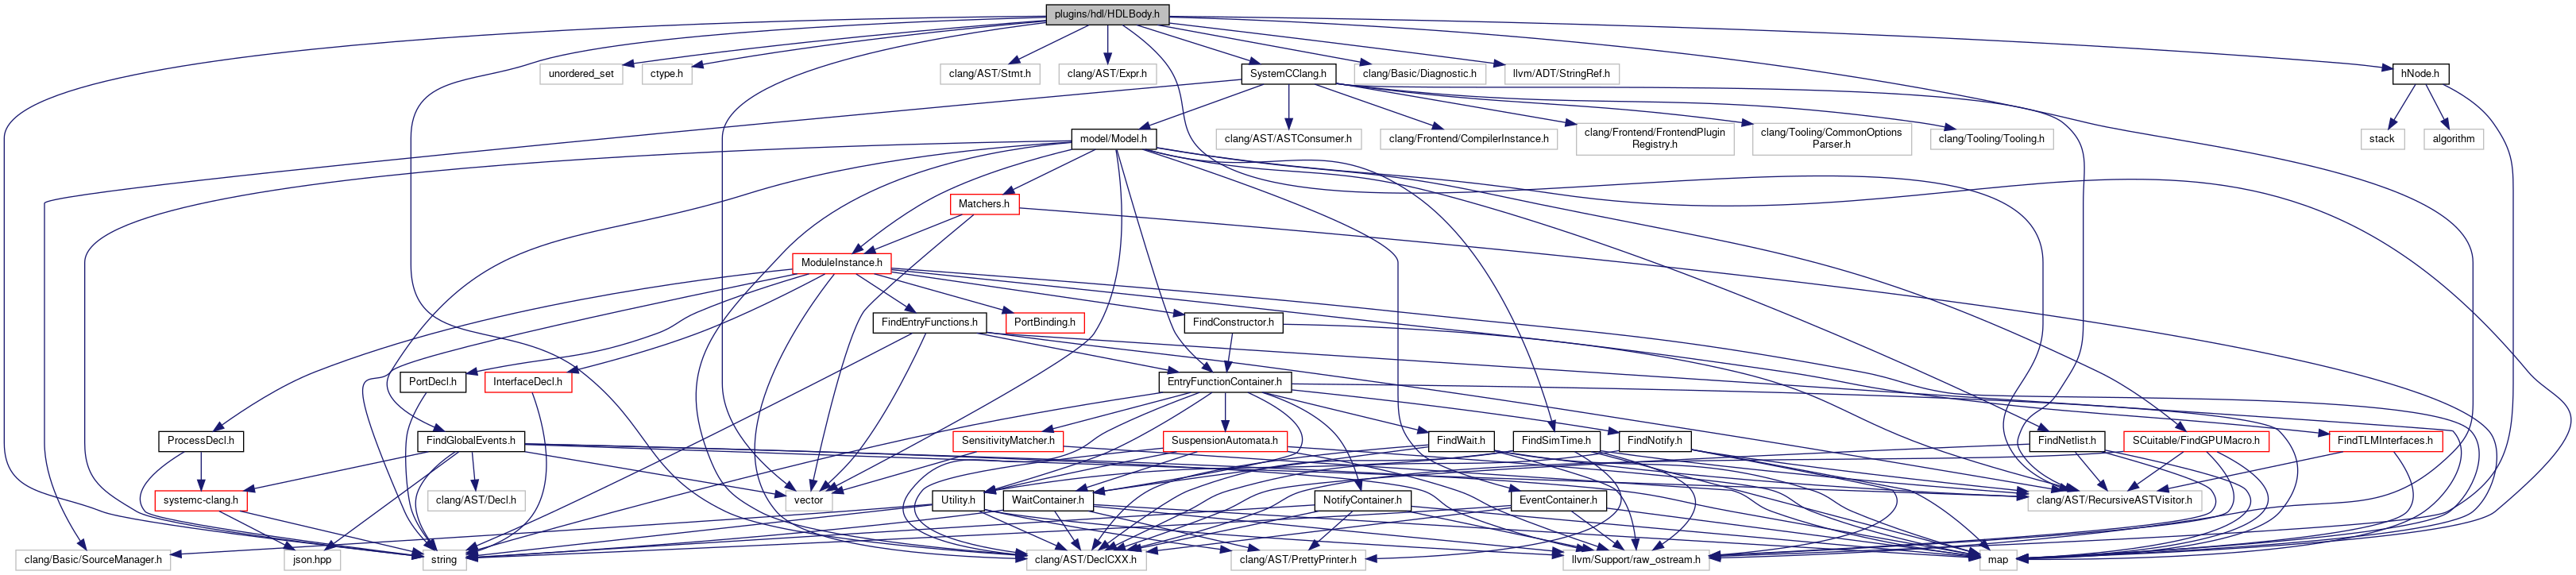 plugins/hdl/HDLBody.h
unordered_set
ctype.h
clang/AST/Stmt.h
clang/AST/Expr.h
SystemCClang.h
clang/Basic/Diagnostic.h
llvm/ADT/StringRef.h
hNode.h
model/Model.h
clang/AST/ASTConsumer.h
clang/Frontend/CompilerInstance.h
clang/Frontend/FrontendPlugin
Registry.h
clang/Tooling/CommonOptions
Parser.h
clang/Tooling/Tooling.h
stack
algorithm
Matchers.h
ModuleInstance.h
FindEntryFunctions.h
PortBinding.h
FindConstructor.h
PortDecl.h
InterfaceDecl.h
EntryFunctionContainer.h
ProcessDecl.h
FindGlobalEvents.h
SensitivityMatcher.h
SuspensionAutomata.h
FindWait.h
FindSimTime.h
FindNotify.h
FindNetlist.h
SCuitable/FindGPUMacro.h
FindTLMInterfaces.h
systemc-clang.h
clang/AST/Decl.h
vector
Utility.h
WaitContainer.h
NotifyContainer.h
EventContainer.h
clang/AST/RecursiveASTVisitor.h
clang/Basic/SourceManager.h
json.hpp
string
clang/AST/DeclCXX.h
clang/AST/PrettyPrinter.h
llvm/Support/raw_ostream.h
map